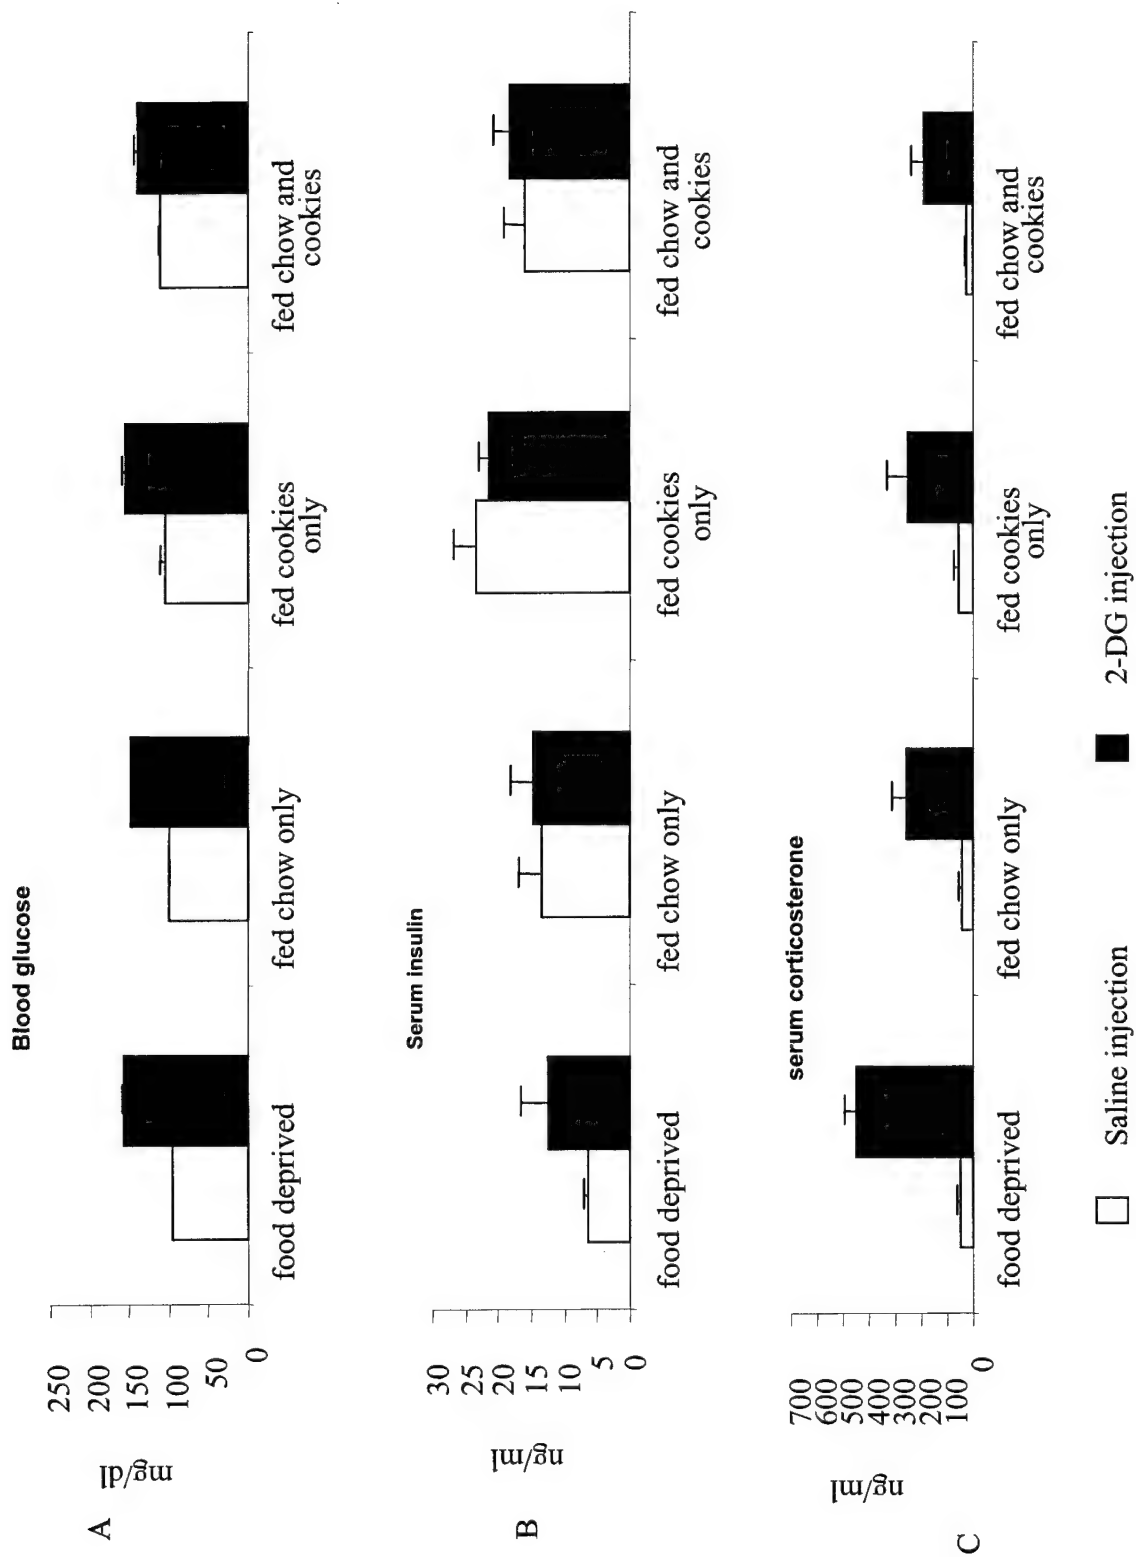 A
Blood glucose
mg/dl
250
200
150
100
50
0
food deprived
fed chow only
fed cookies
only
fed chow and
cookies
B
Serum insulin
ng/ml
30
25
20
15
10
5
0
food deprived
fed chow only
fed cookies
only
fed chow and
cookies
C
serum corticosterone
ng/ml
700
600
500
400
300
200
100
0
food deprived
fed chow only
fed cookies
only
fed chow and
cookies
Saline injection
2-DG injection